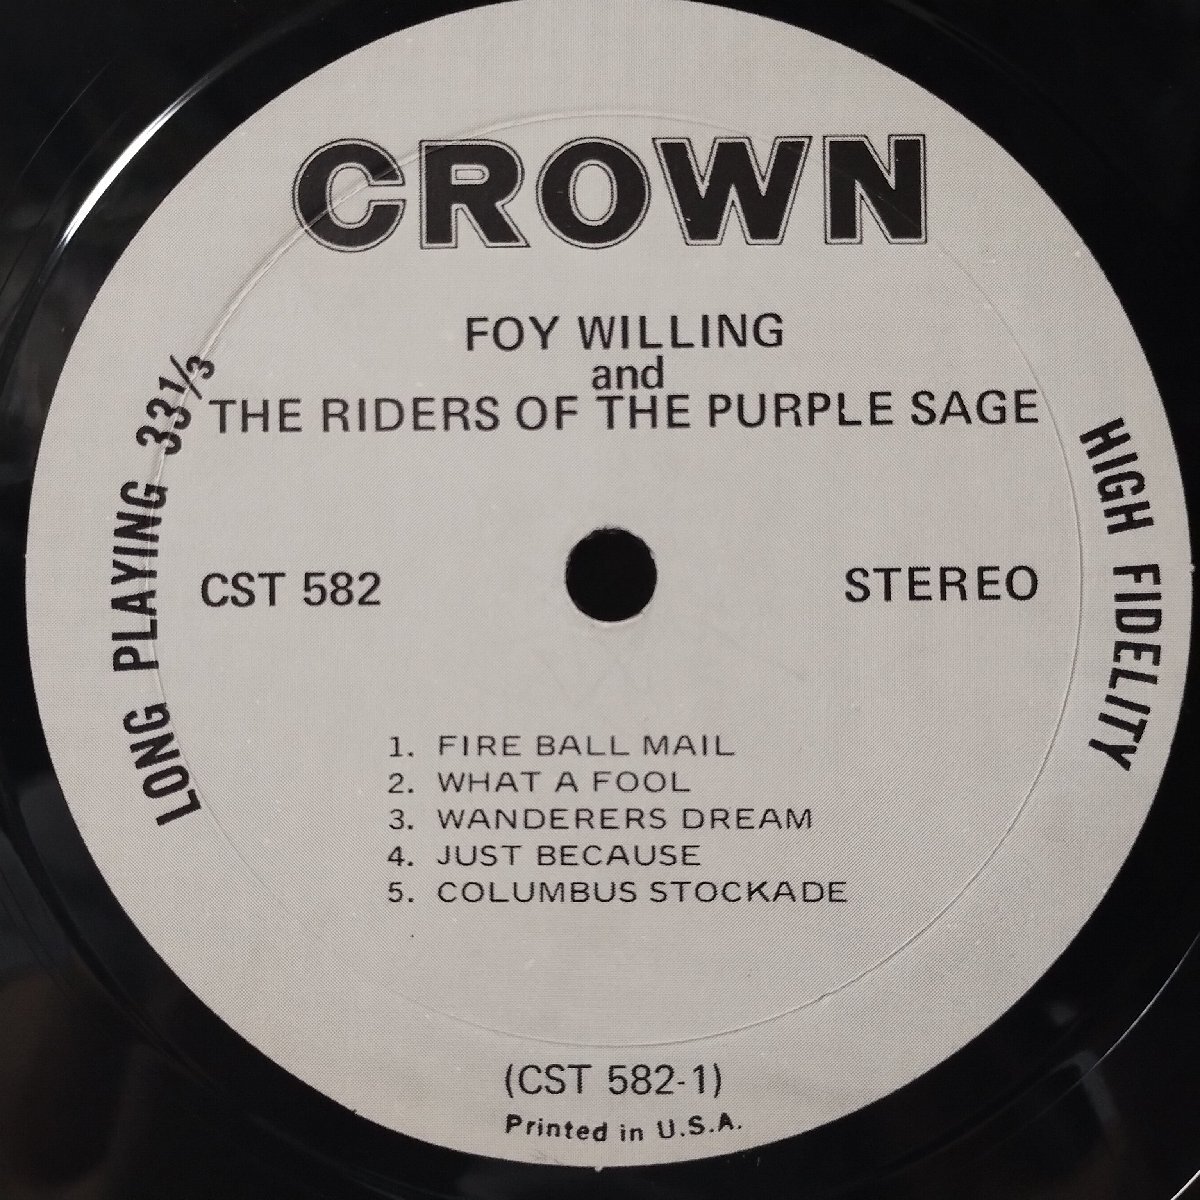 CROWN
FOY WILLING
and
THE RIDERS OF THE PURPLE SAGE
LONG PLAYING 33⅓
HIGH FIDELITY
CST 582
STEREO
1. FIRE BALL MAIL
2. WHAT A FOOL
3. WANDERERS DREAM
4. JUST BECAUSE
5. COLUMBUS STOCKADE
(CST 582-1)
Printed in U.S.A.